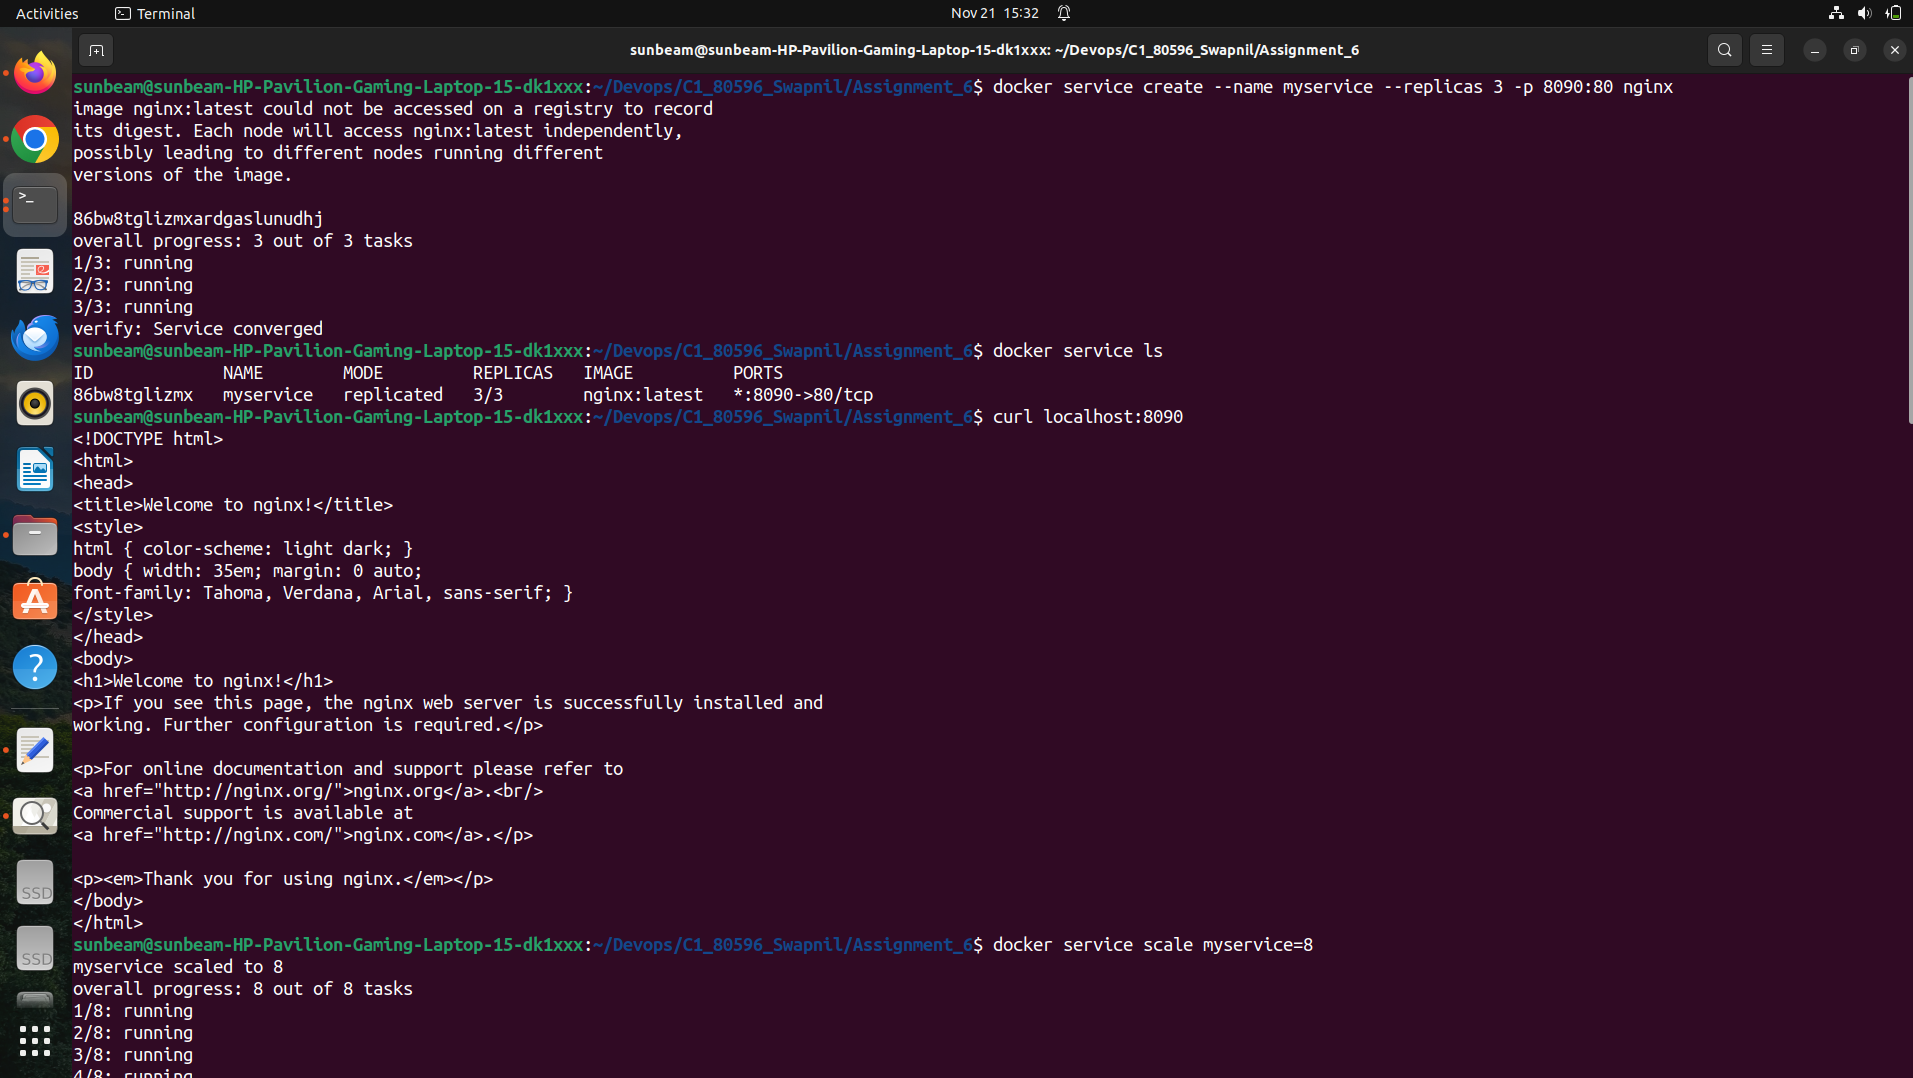 Activities
Terminal
Nov 21 15:32
sunbeam@sunbeam-HP-Pavilion-Gaming-Laptop-15-dk1xxx: ~/Devops/C1_80596_Swapnil/Assignment_6
sunbeam@sunbeam-HP-Pavilion-Gaming-Laptop-15-dk1xxx:~/Devops/C1_80596_Swapnil/Assignment_6$ docker service create --name myservice --replicas 3 -p 8090:80 nginx
image nginx:latest could not be accessed on a registry to record
its digest. Each node will access nginx:latest independently,
possibly leading to different nodes running different
versions of the image.

86bw8tglizmxardgaslunudhj
overall progress: 3 out of 3 tasks
1/3: running
2/3: running
3/3: running
verify: Service converged
sunbeam@sunbeam-HP-Pavilion-Gaming-Laptop-15-dk1xxx:~/Devops/C1_80596_Swapnil/Assignment_6$ docker service ls
ID             NAME        MODE         REPLICAS   IMAGE          PORTS
86bw8tglizmx   myservice   replicated   3/3        nginx:latest   *:8090->80/tcp
sunbeam@sunbeam-HP-Pavilion-Gaming-Laptop-15-dk1xxx:~/Devops/C1_80596_Swapnil/Assignment_6$ curl localhost:8090
<!DOCTYPE html>
<html>
<head>
<title>Welcome to nginx!</title>
<style>
html { color-scheme: light dark; }
body { width: 35em; margin: 0 auto;
font-family: Tahoma, Verdana, Arial, sans-serif; }
</style>
</head>
<body>
<h1>Welcome to nginx!</h1>
<p>If you see this page, the nginx web server is successfully installed and
working. Further configuration is required.</p>

<p>For online documentation and support please refer to
<a href="http://nginx.org/">nginx.org</a>.<br/>
Commercial support is available at
<a href="http://nginx.com/">nginx.com</a>.</p>

<p><em>Thank you for using nginx.</em></p>
</body>
</html>
sunbeam@sunbeam-HP-Pavilion-Gaming-Laptop-15-dk1xxx:~/Devops/C1_80596_Swapnil/Assignment_6$ docker service scale myservice=8
myservice scaled to 8
overall progress: 8 out of 8 tasks
1/8: running
2/8: running
3/8: running
4/8: running
SSD
SSD